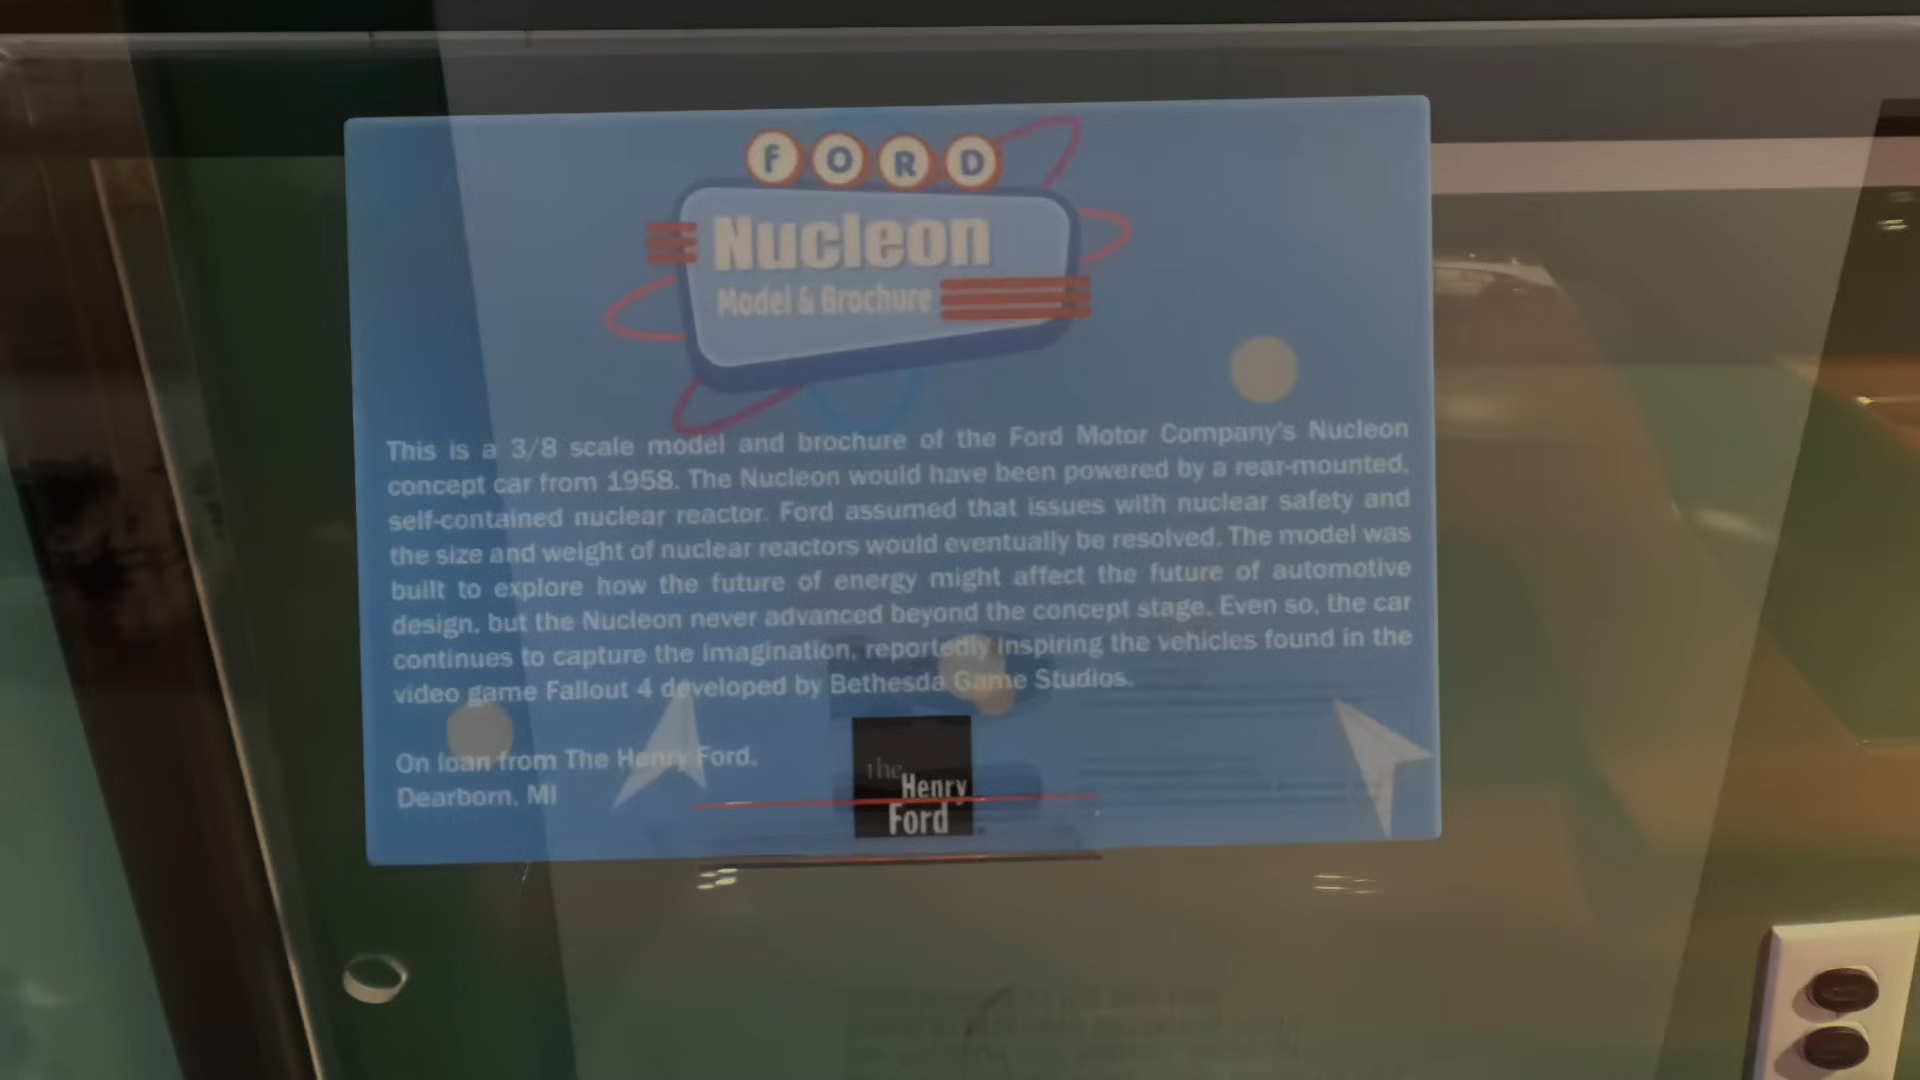 FORD
Nucleon
Model & Brochure
This is a 3/8 scale model and brochure of the Ford Motor Company's Nucleon
concept car from 1958. The Nucleon would have been powered by a rear-mounted,
self-contained nuclear reactor. Ford assumed that issues with nuclear safety and
the size and weight of nuclear reactors would eventually be resolved. The model was
built to explore how the future of energy might affect the future of automotive
design, but the Nucleon never advanced beyond the concept stage. Even so, the car
continues to capture the imagination, reportedly inspiring the vehicles found in the
video game Fallout 4 developed by Bethesda Game Studios.
On loan from The Henry Ford,
Dearborn, MI
the
Henry
Ford